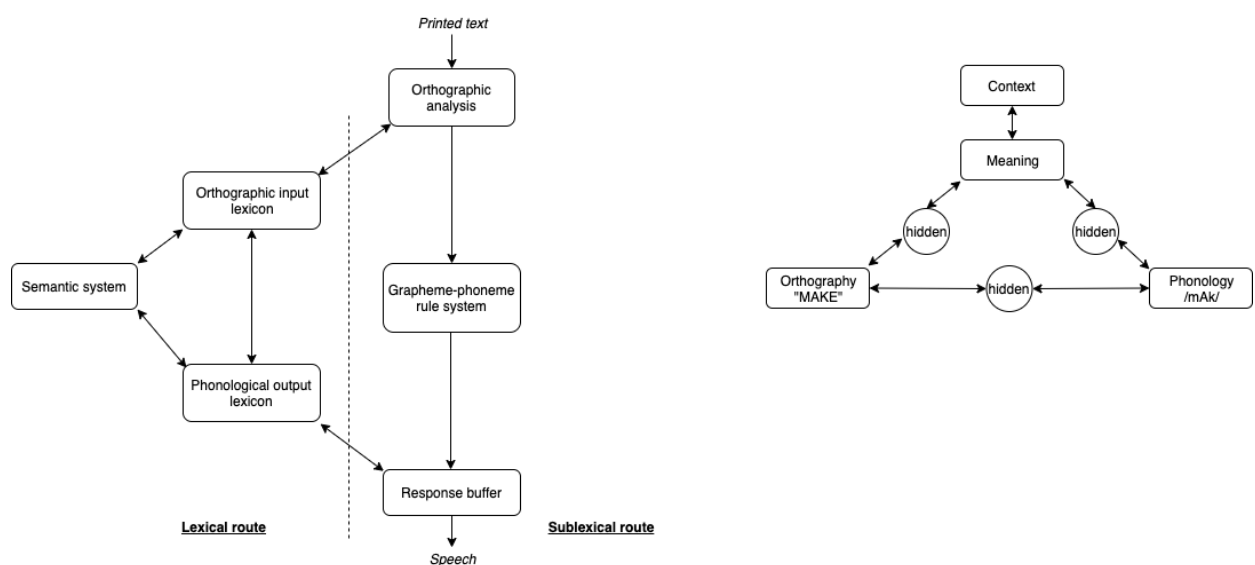 Printed text
Orthographic
analysis
Orthographic input
lexicon
Semantic system
Grapheme-phoneme
rule system
Phonological output
lexicon
Response buffer
Lexical route
Sublexical route
Speech
Context
Meaning
hidden
hidden
Orthography
"MAKE"
hidden
Phonology
/mAk/